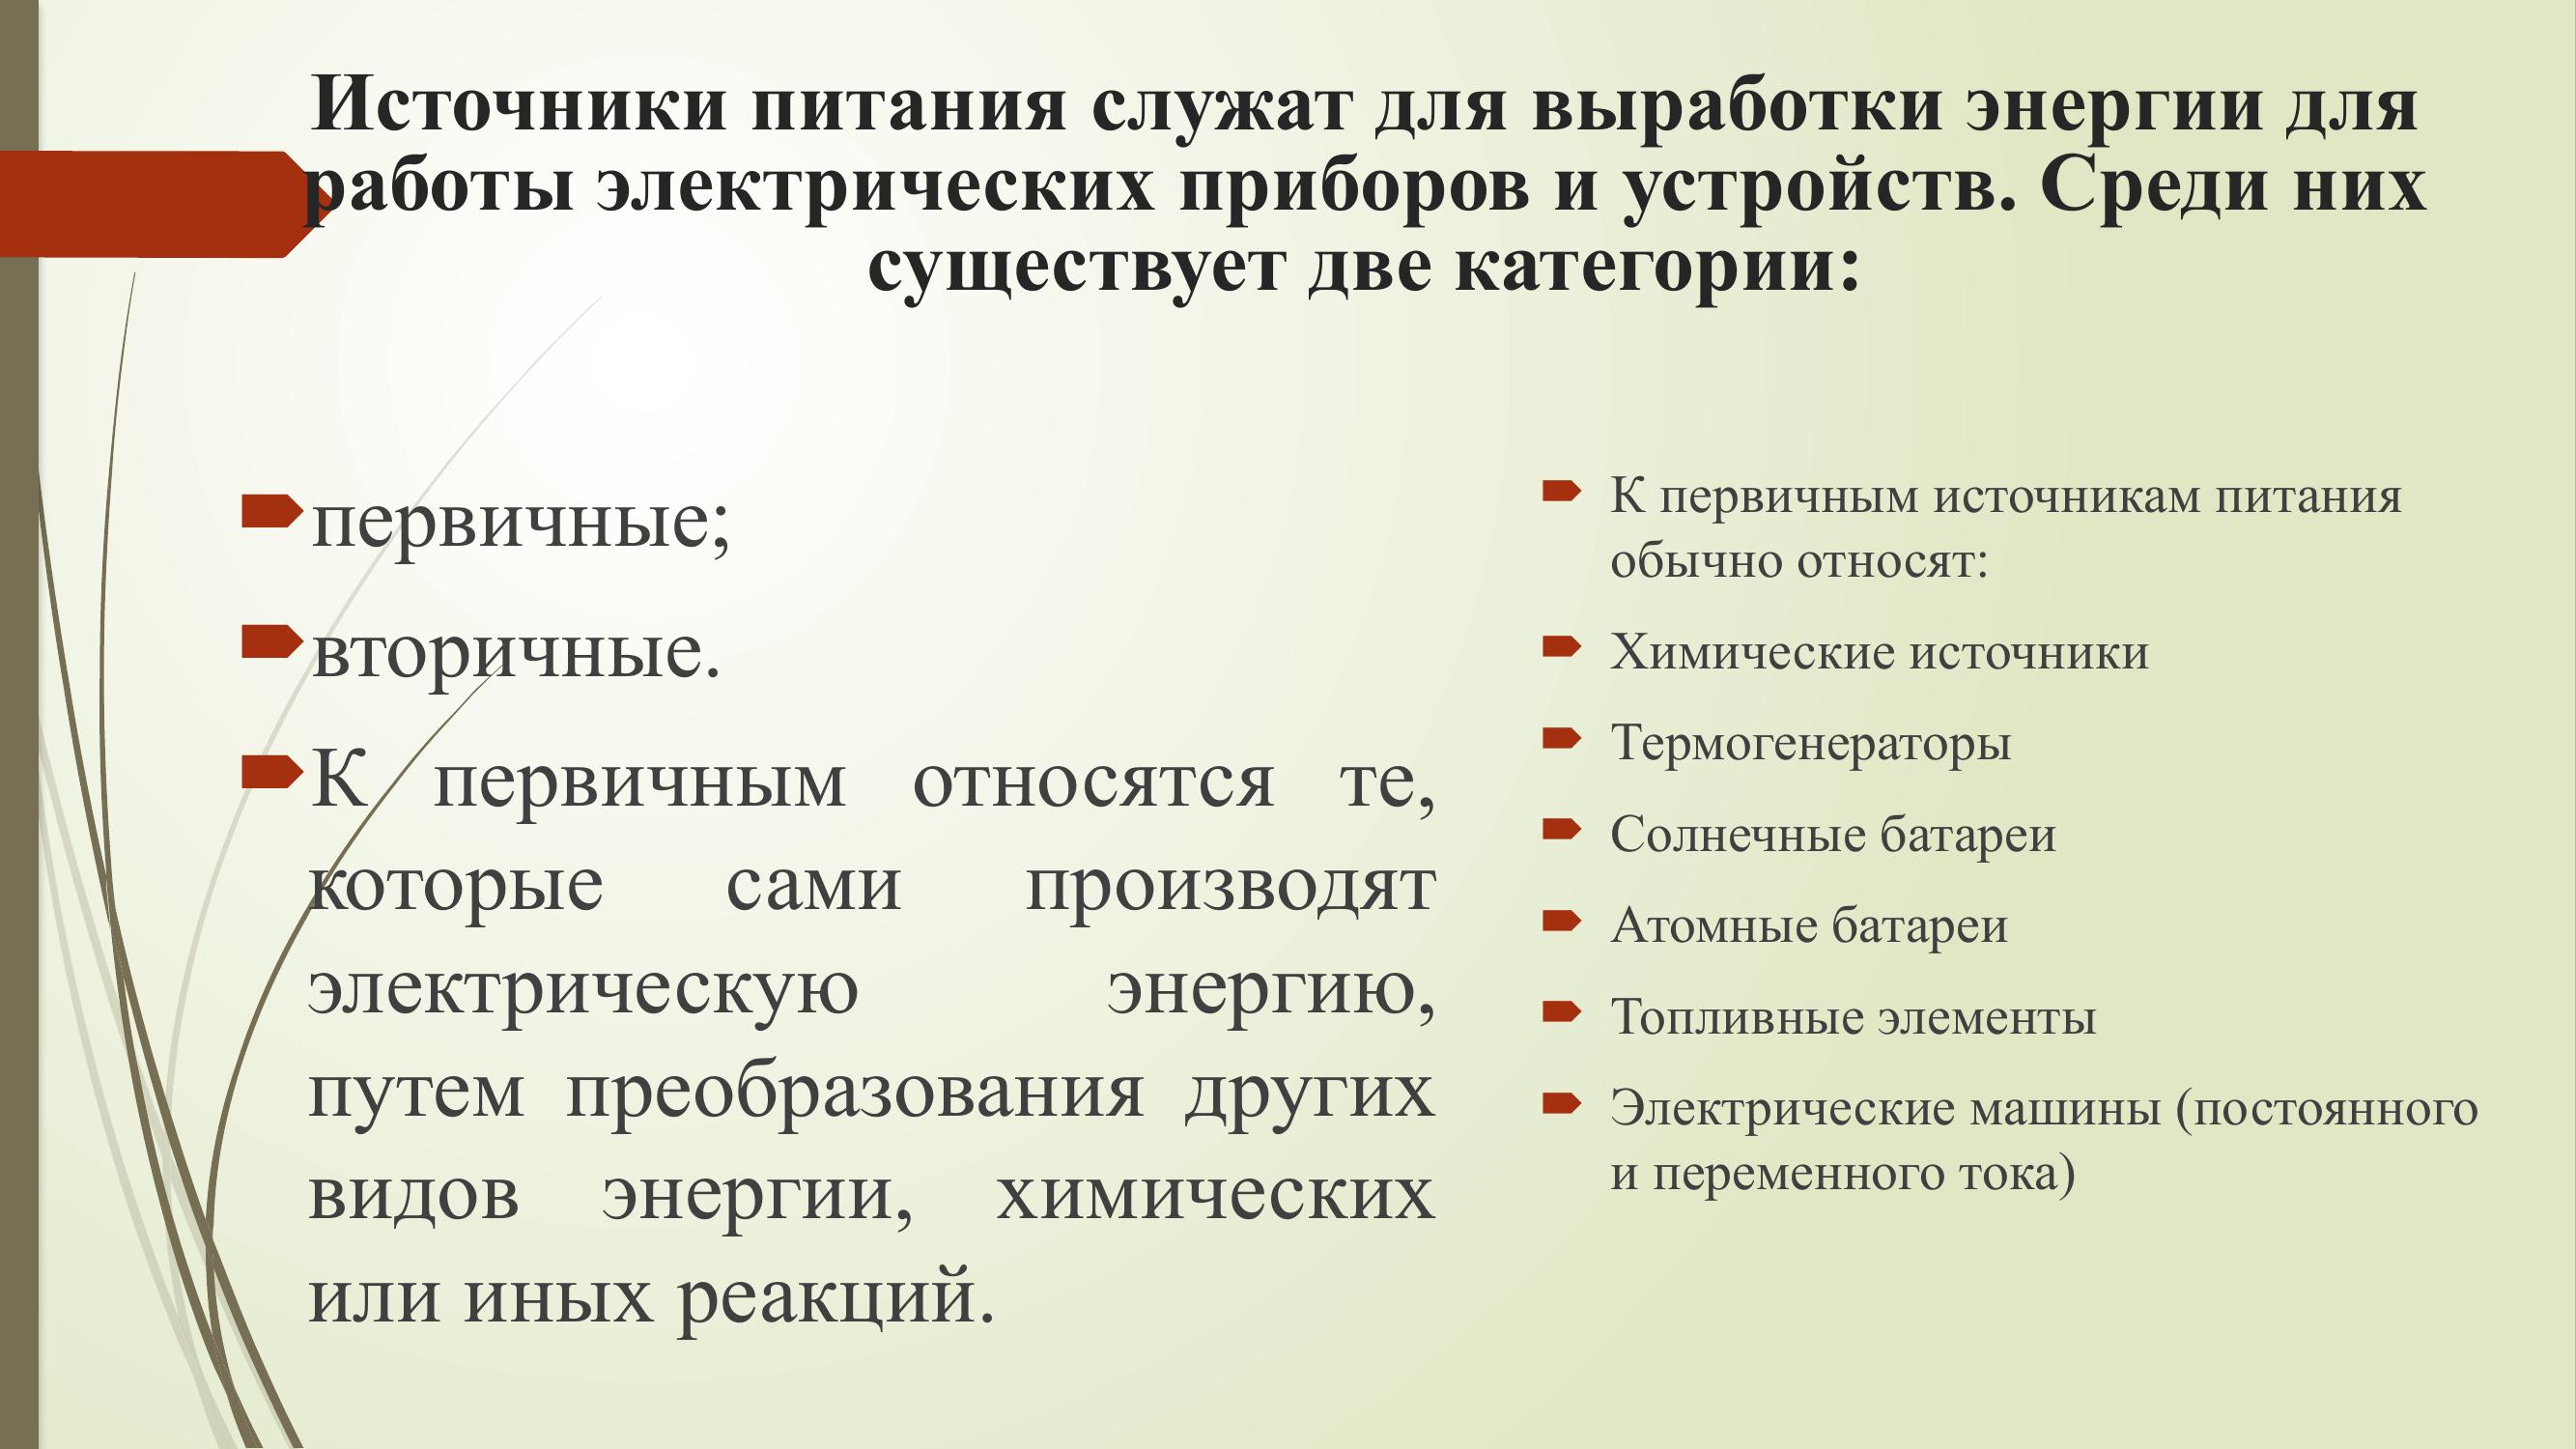 Источники питания служат для выработки энергии для
работы электрических приборов и устройств. Среди них
существует две категории:
первичные;
вторичные.
К первичным относятся те,
которые сами производят
электрическую энергию,
путем преобразования других
видов энергии, химических
или иных реакций.
К первичным источникам питания
обычно относят:
Химические источники
Термогенераторы
Солнечные батареи
Атомные батареи
Топливные элементы
Электрические машины (постоянного
и переменного тока)